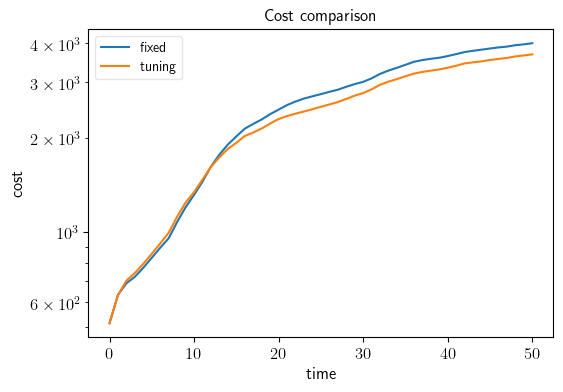 Cost comparison
fixed
tuning
4 × 10³
3 × 10³
2 × 10³
10³
6 × 10²
cost
0 10 20 30 40 50
time